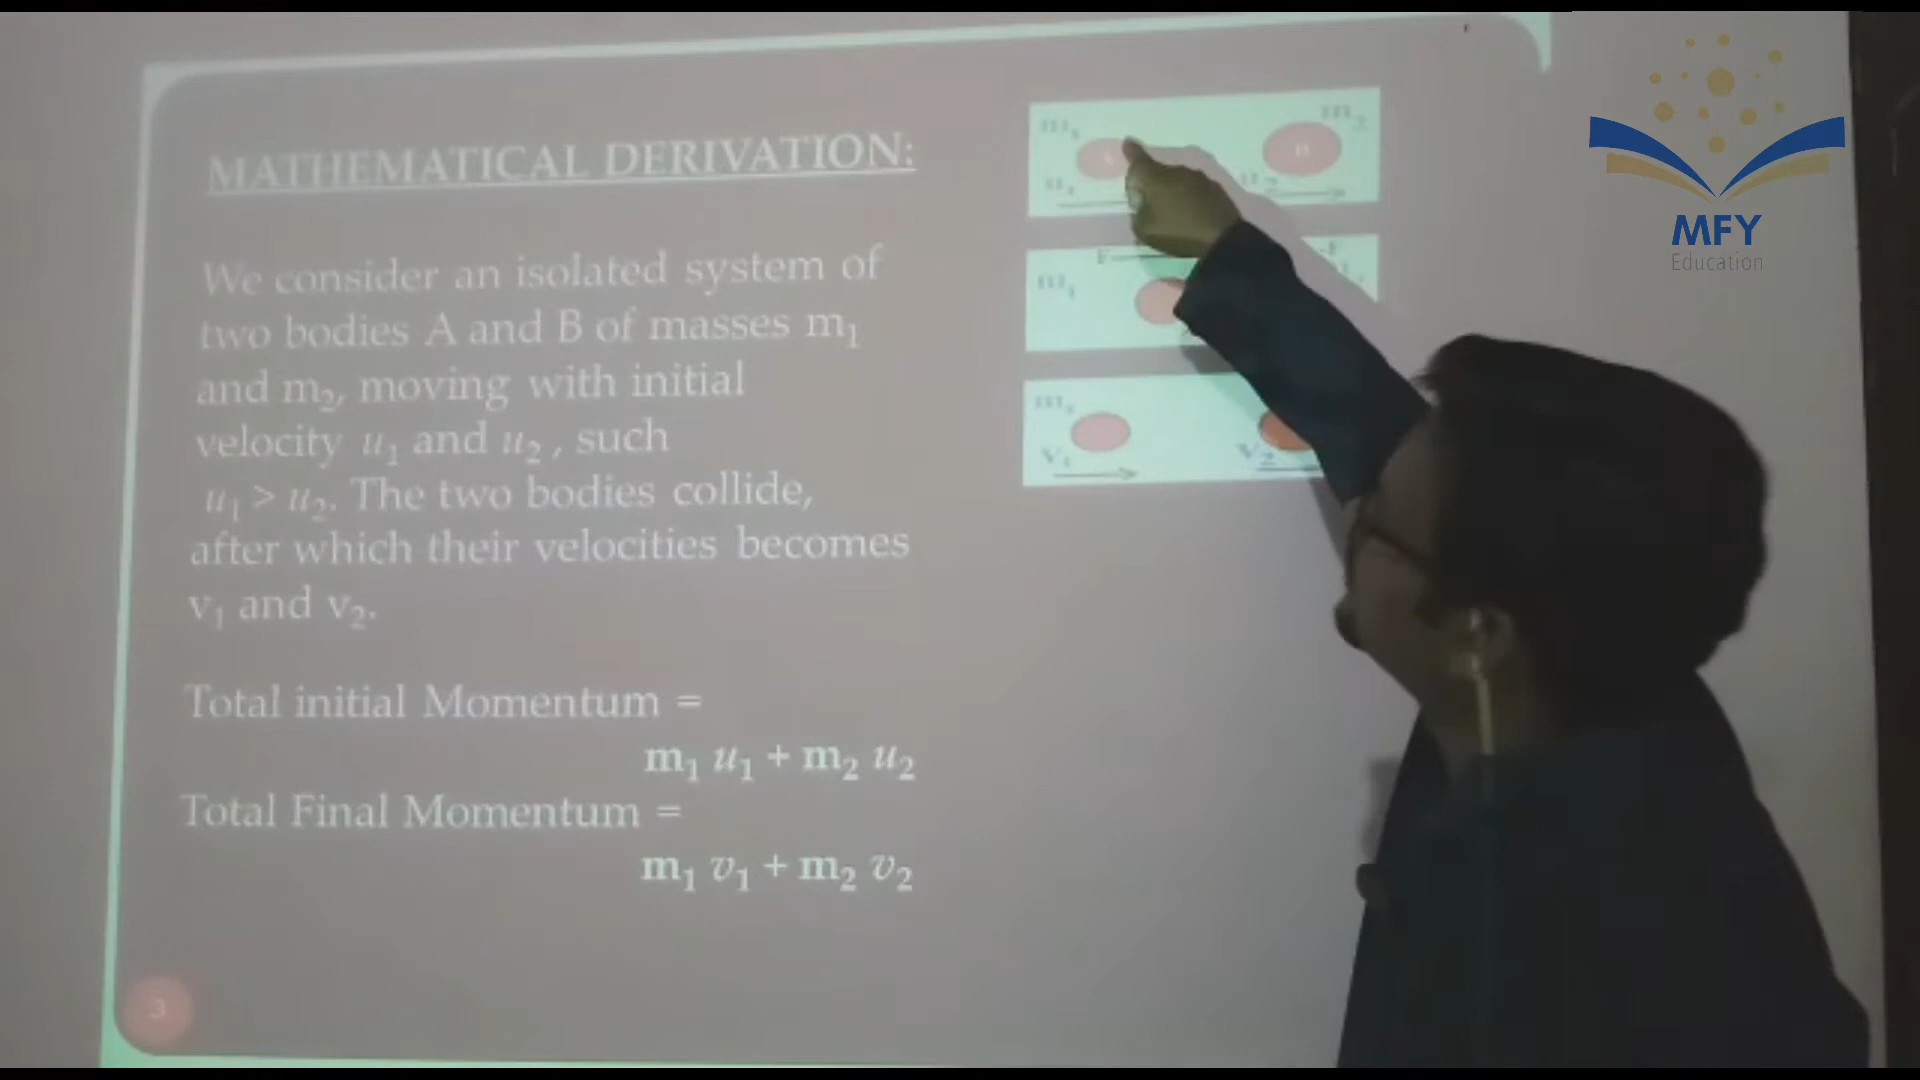 MATHEMATICAL DERIVATION:
We consider an isolated system of
two bodies A and B of masses m₁
and m₂, moving with initial
velocity u₁ and u₂ , such
u₁ > u₂. The two bodies collide,
after which their velocities becomes
v₁ and v₂.
Total initial Momentum =
m₁ u₁ + m₂ u₂
Total Final Momentum =
m₁ v₁ + m₂ v₂
3
m₁
m₂
B
u₂
F
m₁
m₁
V₁
V₂
MFY
Education